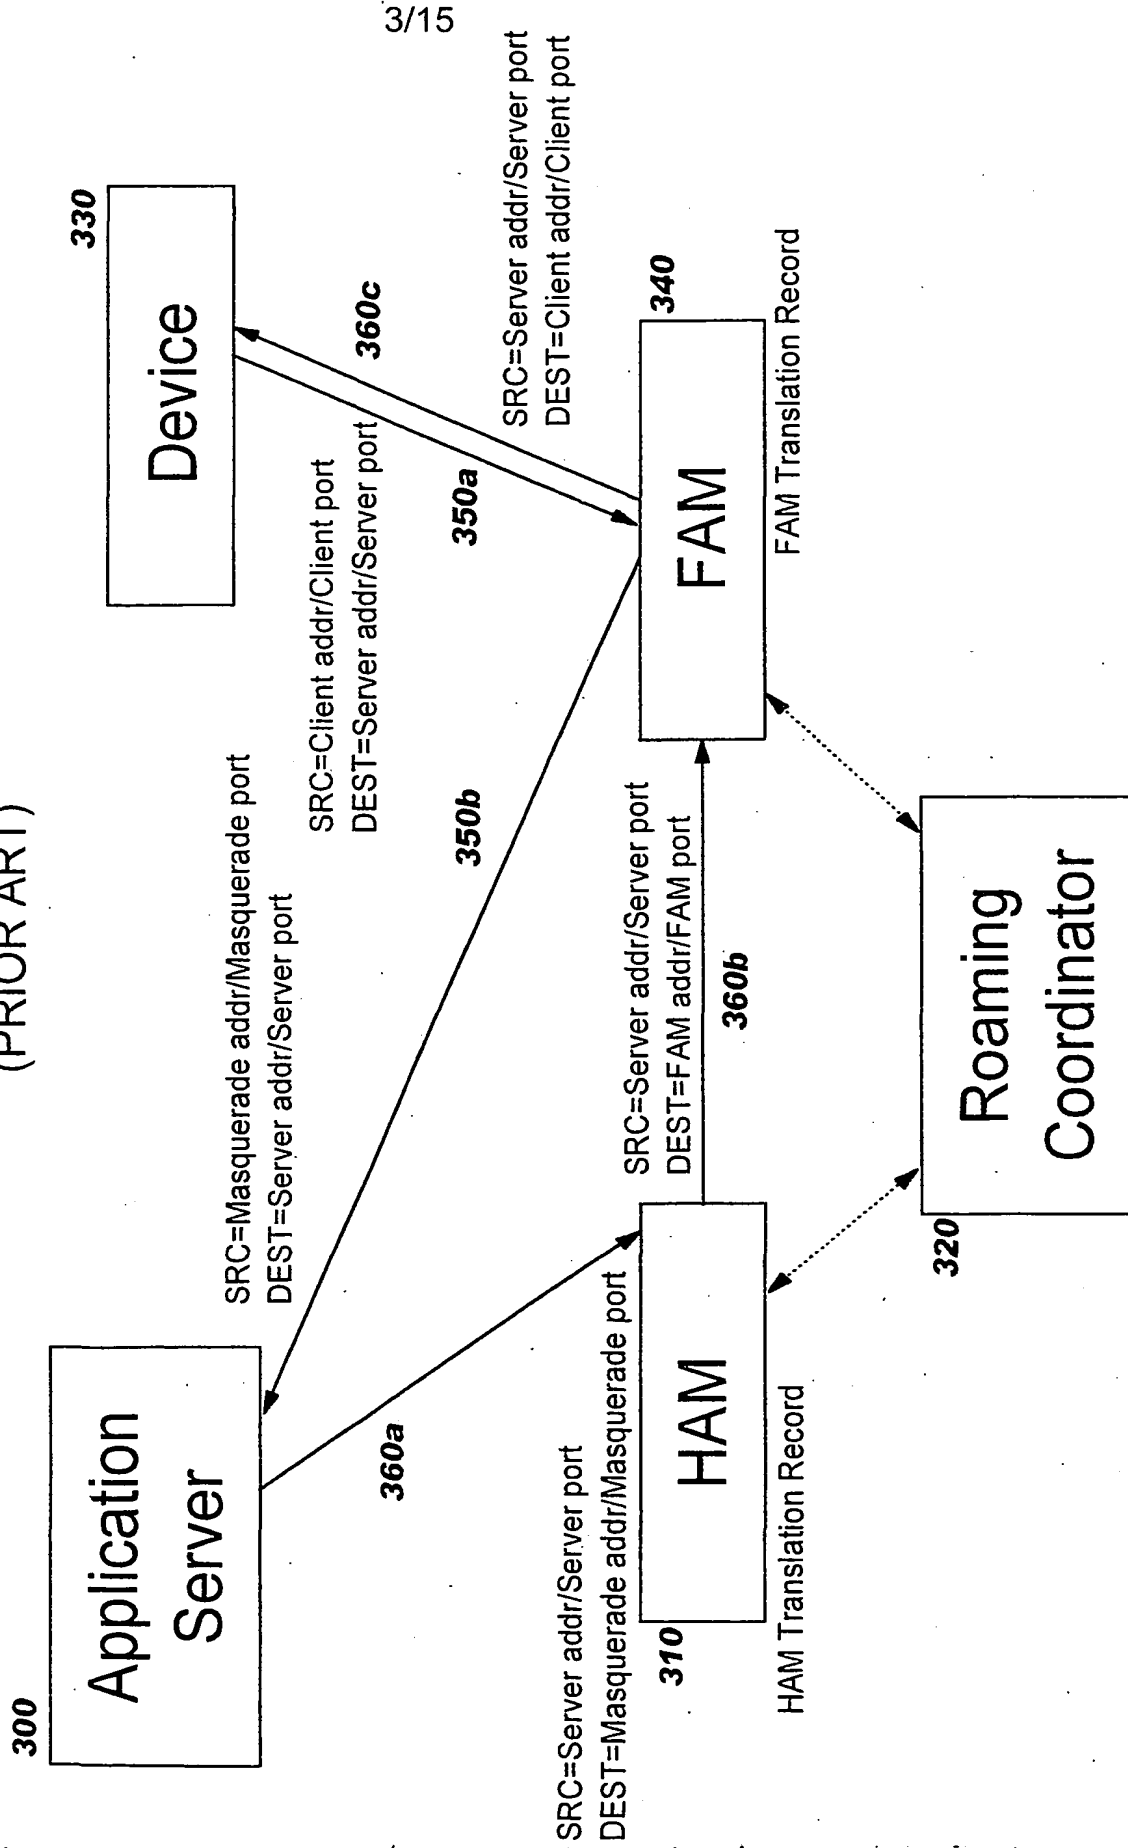 3/15
(PRIOR ART)
300
Application
Server
330
Device
SRC=Masquerade addr/Masquerade port
DEST=Server addr/Server port
SRC=Client addr/Client port
DEST=Server addr/Server port
360c
360a
350b
350a
SRC=Server addr/Server port
DEST=Client addr/Client port
SRC=Server addr/Server port
DEST=Masquerade addr/Masquerade port
SRC=Server addr/Server port
DEST=FAM addr/FAM port
360b
310
HAM
HAM Translation Record
340
FAM
FAM Translation Record
320
Roaming
Coordinator